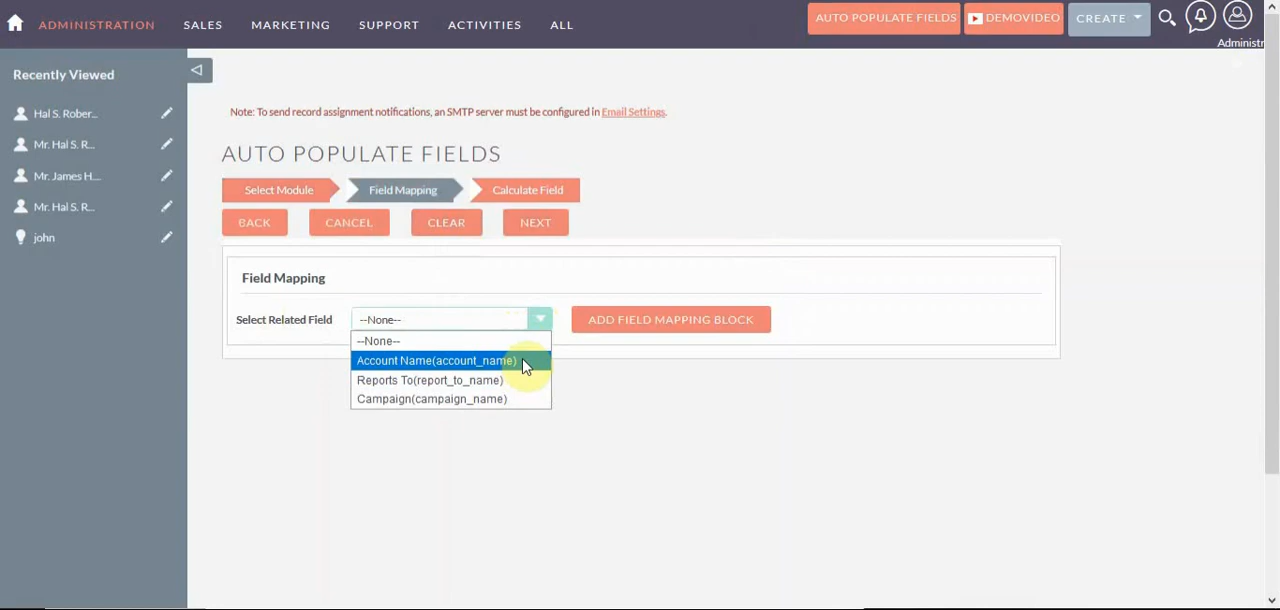 ADMINISTRATION SALES MARKETING SUPPORT ACTIVITIES ALL AUTO POPULATE FIELDS DEMOVIDEO CREATE
Administr
Recently Viewed
Hal S. Rober...
Mr. Hal S. R...
Mr. James H....
Mr. Hal S. R...
john
Note: To send record assignment notifications, an SMTP server must be configured in Email Settings.
AUTO POPULATE FIELDS
Select Module Field Mapping Calculate Field
BACK CANCEL CLEAR NEXT
Field Mapping
Select Related Field --None-- ADD FIELD MAPPING BLOCK
--None--
Account Name(account_name)
Reports To(report_to_name)
Campaign(campaign_name)